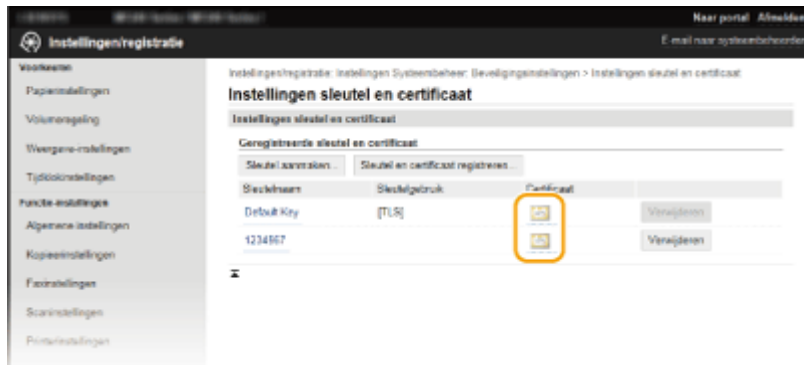 Naar portal Afmelden
Instellingen/registratie
E-mail naar systeembeheerder
Voorkeuren
Papierinstellingen
Volumeregeling
Weergave-instellingen
Tijdklokinstellingen
Functie-instellingen
Algemene instellingen
Kopieerinstellingen
Faxinstellingen
Scaninstellingen
Printerinstellingen
Instellingen/registratie: Instellingen Systeembeheer: Beveiligingsinstellingen > Instellingen sleutel en certificaat
Instellingen sleutel en certificaat
Instellingen sleutel en certificaat
Geregistreerde sleutel en certificaat
Sleutel aanmaken... Sleutel en certificaat registreren...
Sleutelnaam Sleutelgebruik Certificaat
Default Key [TLS] Verwijderen
1234567 Verwijderen